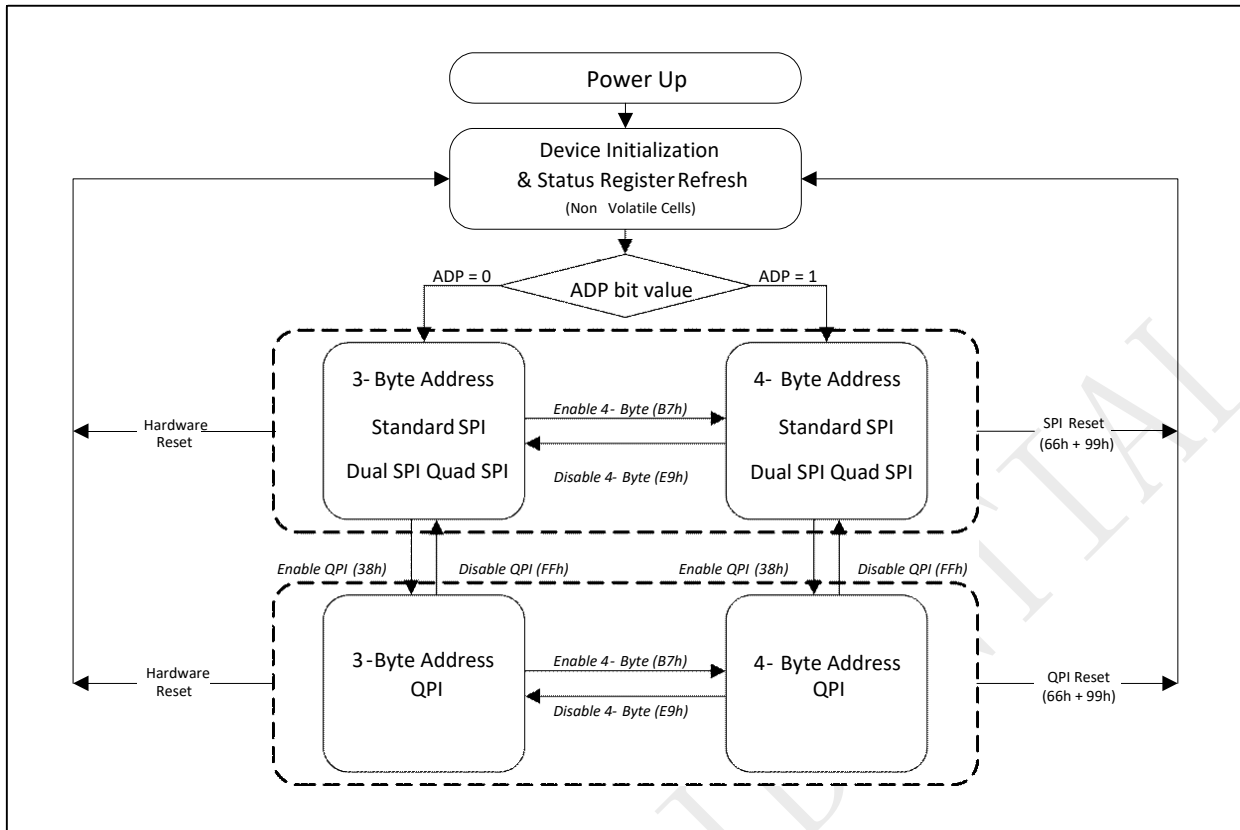 Power Up
Device Initialization
& Status Register Refresh
(Non Volatile Cells)
ADP = 0
ADP bit value
ADP = 1
3- Byte Address
Standard SPI
Dual SPI Quad SPI
Enable 4- Byte (B7h)
Disable 4- Byte (E9h)
4- Byte Address
Standard SPI
Dual SPI Quad SPI
Hardware
Reset
SPI Reset
(66h + 99h)
Enable QPI (38h)
Disable QPI (FFh)
Enable QPI (38h)
Disable QPI (FFh)
3-Byte Address
QPI
Enable 4- Byte (B7h)
Disable 4- Byte (E9h)
4- Byte Address
QPI
Hardware
Reset
QPI Reset
(66h + 99h)